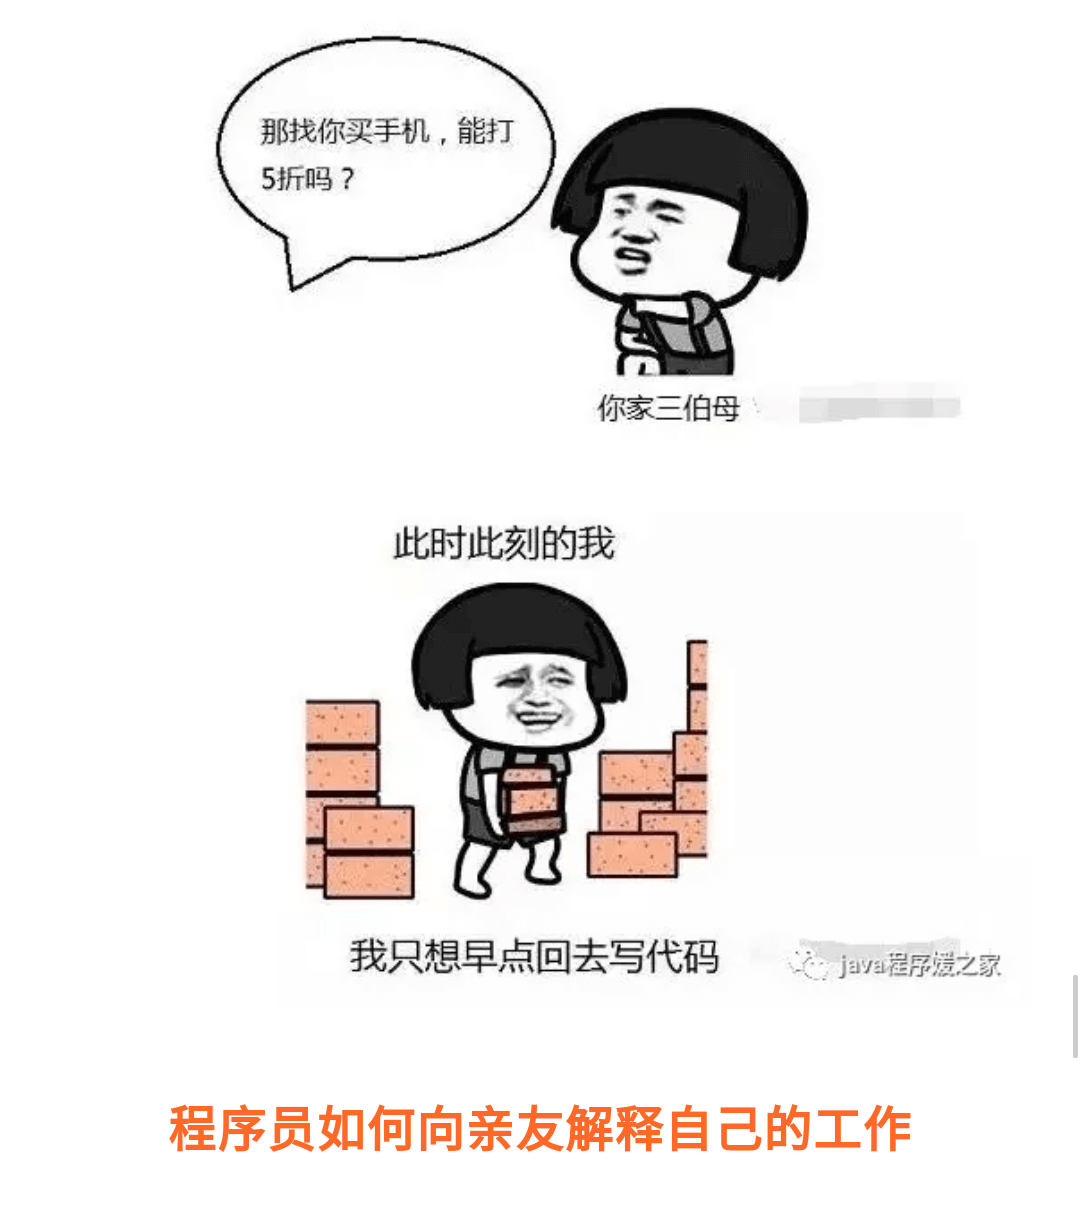 那找你买手机，能打
5折吗？
你家三伯母
此时此刻的我
我只想早点回去写代码
java程序媛之家
程序员如何向亲友解释自己的工作